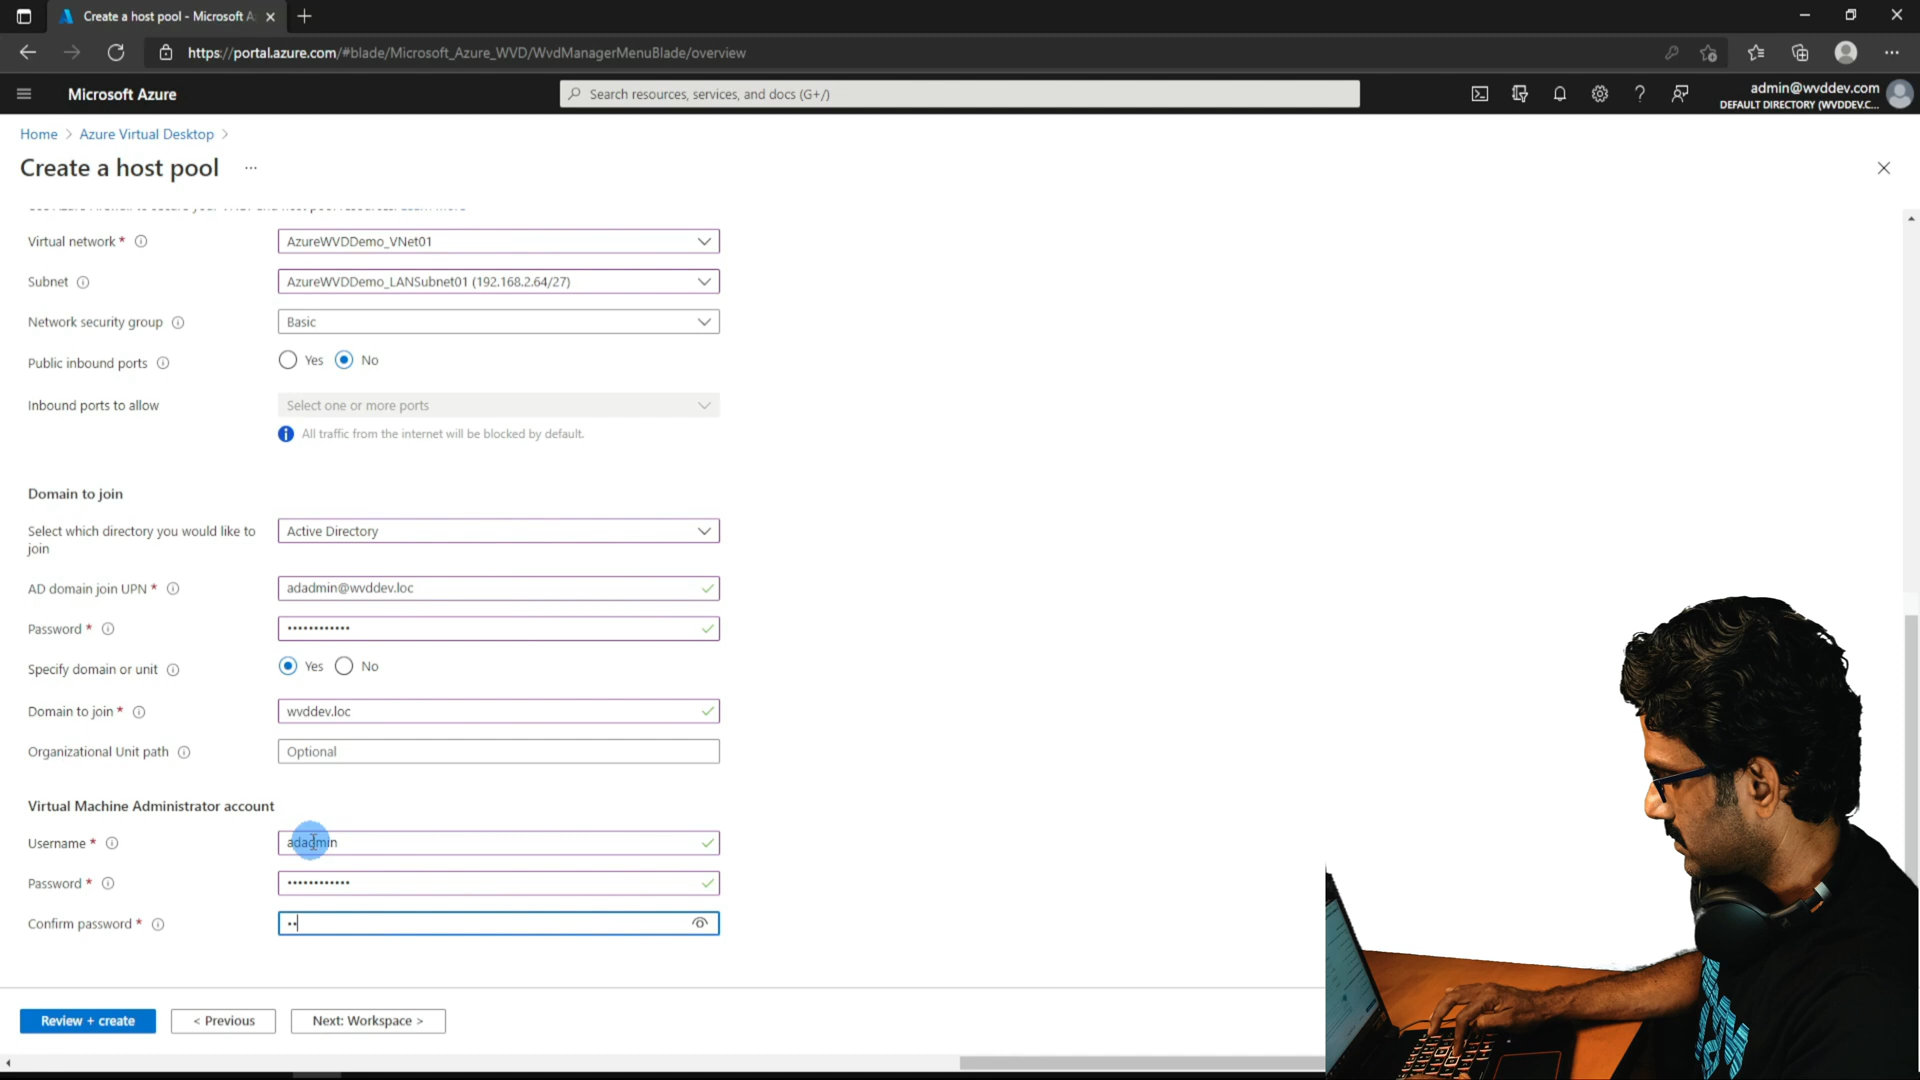 Create a host pool - Microsoft A
https://portal.azure.com/#blade/Microsoft_Azure_WVD/WvdManagerMenuBlade/overview
Microsoft Azure
Search resources, services, and docs (G+/)
admin@wvddev.com
DEFAULT DIRECTORY (WVDDEV.C...
Home > Azure Virtual Desktop >
Create a host pool ...
Virtual network *
AzureWVDDemo_VNet01
Subnet
AzureWVDDemo_LANSubnet01 (192.168.2.64/27)
Network security group
Basic
Public inbound ports
Yes No
Inbound ports to allow
Select one or more ports
All traffic from the internet will be blocked by default.
Domain to join
Select which directory you would like to
join
Active Directory
AD domain join UPN *
adadmin@wvddev.loc
Password *
••••••••••••
Specify domain or unit
Yes No
Domain to join *
wvddev.loc
Organizational Unit path
Optional
Virtual Machine Administrator account
Username *
adadmin
Password *
••••••••••••
Confirm password *
••
Review + create
< Previous
Next: Workspace >